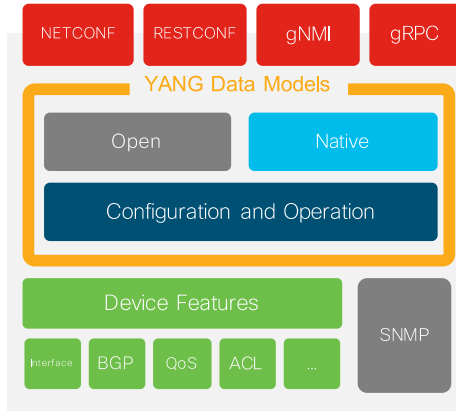 NETCONF
RESTCONF
gNMI
gRPC
YANG Data Models
Open
Native
Configuration and Operation
Device Features
SNMP
Interface
BGP
QoS
ACL
...